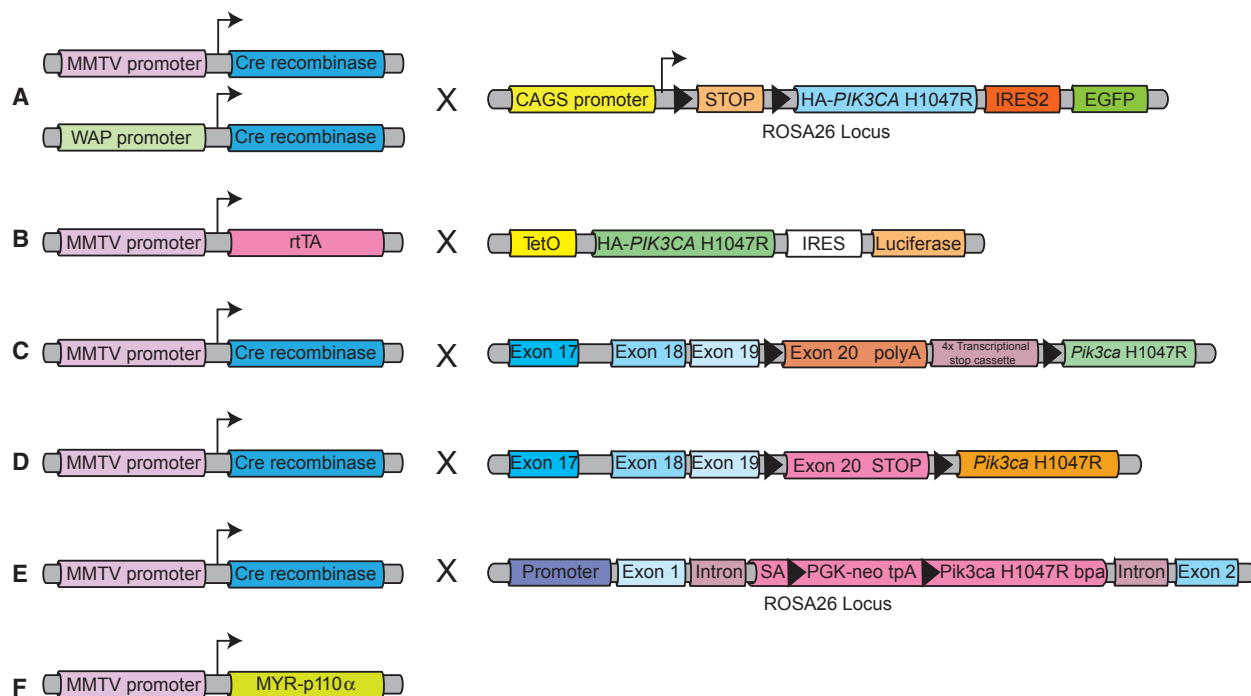 MMTV promoter Cre recombinase
A X CAGS promoter STOP HA-PIK3CA H1047R IRES2 EGFP
WAP promoter Cre recombinase
ROSA26 Locus
B MMTV promoter rtTA X TetO HA-PIK3CA H1047R IRES Luciferase
C MMTV promoter Cre recombinase X Exon 17 Exon 18 Exon 19 Exon 20 polyA 4x Transcriptional stop cassette Pik3ca H1047R
D MMTV promoter Cre recombinase X Exon 17 Exon 18 Exon 19 Exon 20 STOP Pik3ca H1047R
E MMTV promoter Cre recombinase X Promoter Exon 1 Intron SA PGK-neo tpA Pik3ca H1047R bpa Intron Exon 2
ROSA26 Locus
F MMTV promoter MYR-p110α